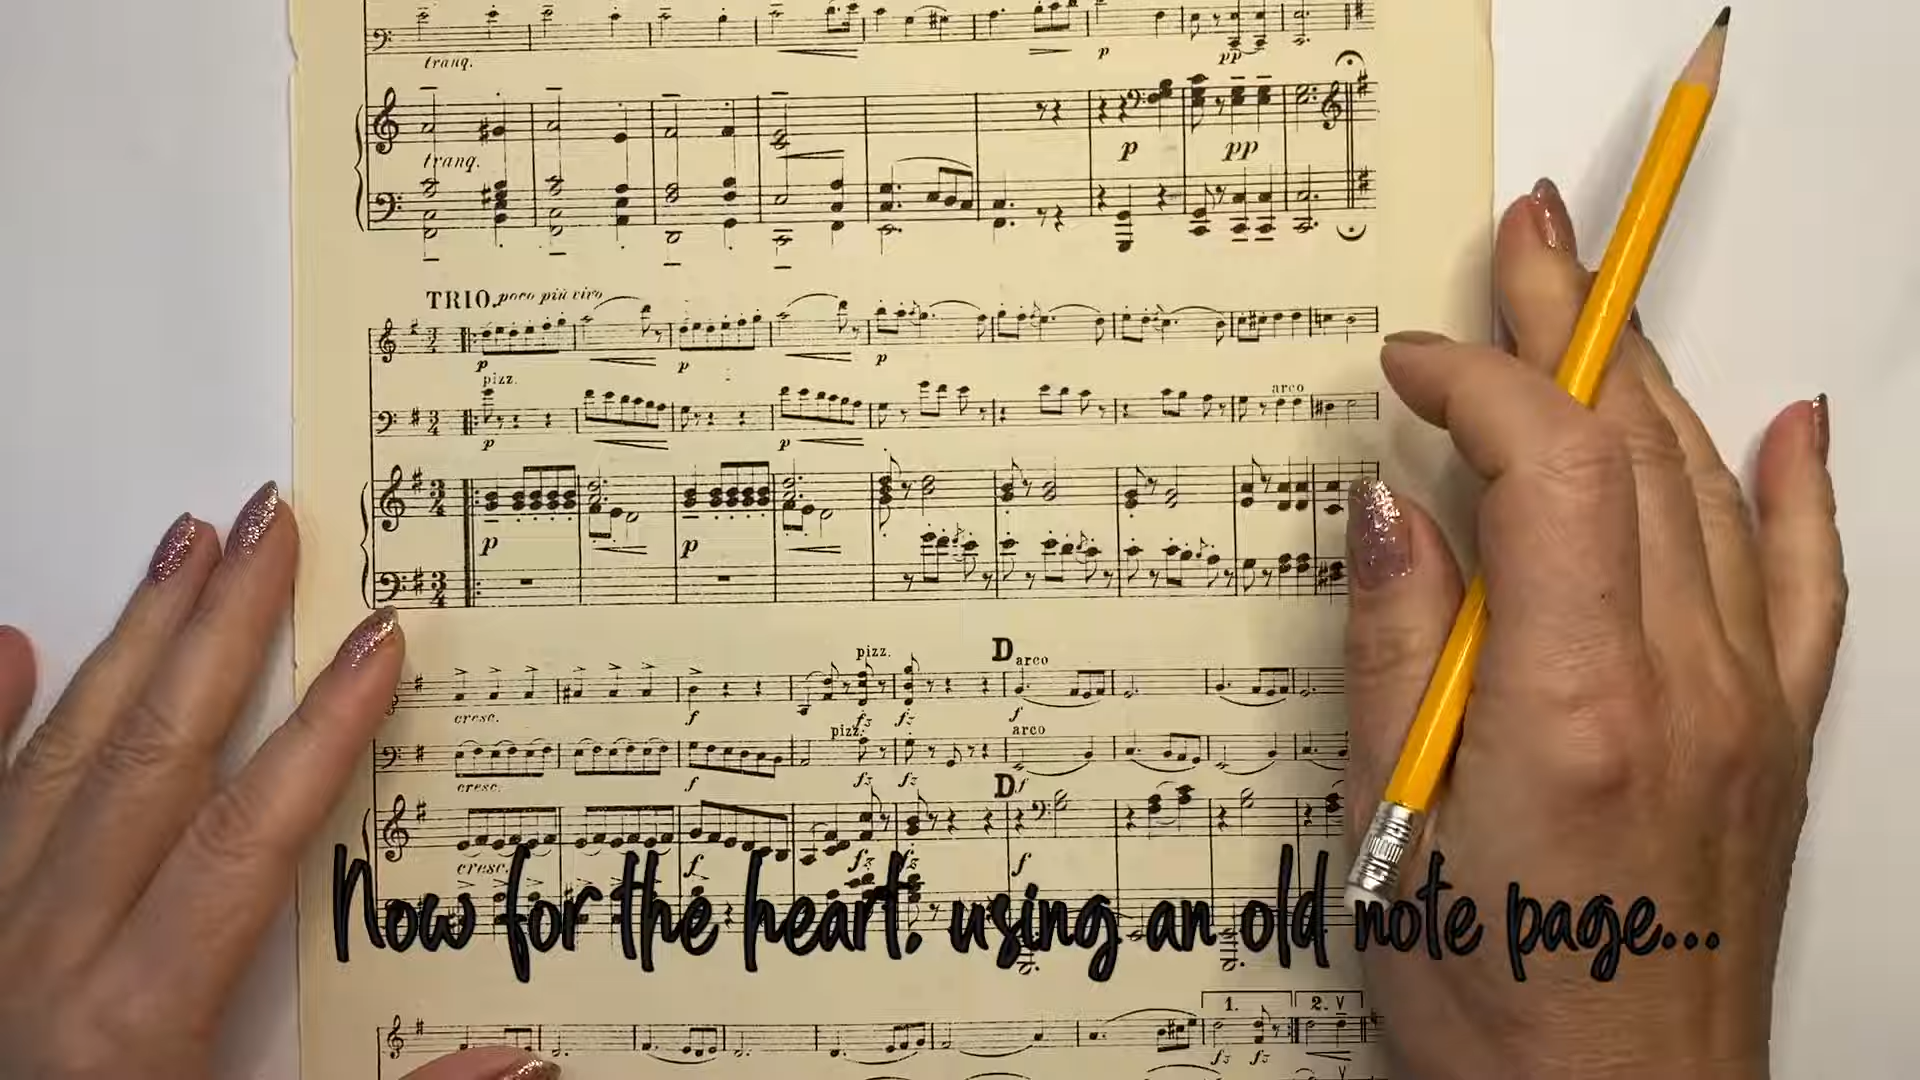 tranq.
p
pp
tranq.
p
pp
TRIO. poco più vivo
p
p
p
pizz.
arco
p
p
p
p
pizz.
D
arco
cresc.
f
fz
fz
f
pizz.
arco
cresc.
f
fz
fz
D
f
cresc.
f
fz
fz
f
Now for the heart. using an old note page...
1.
2.
fz
fz